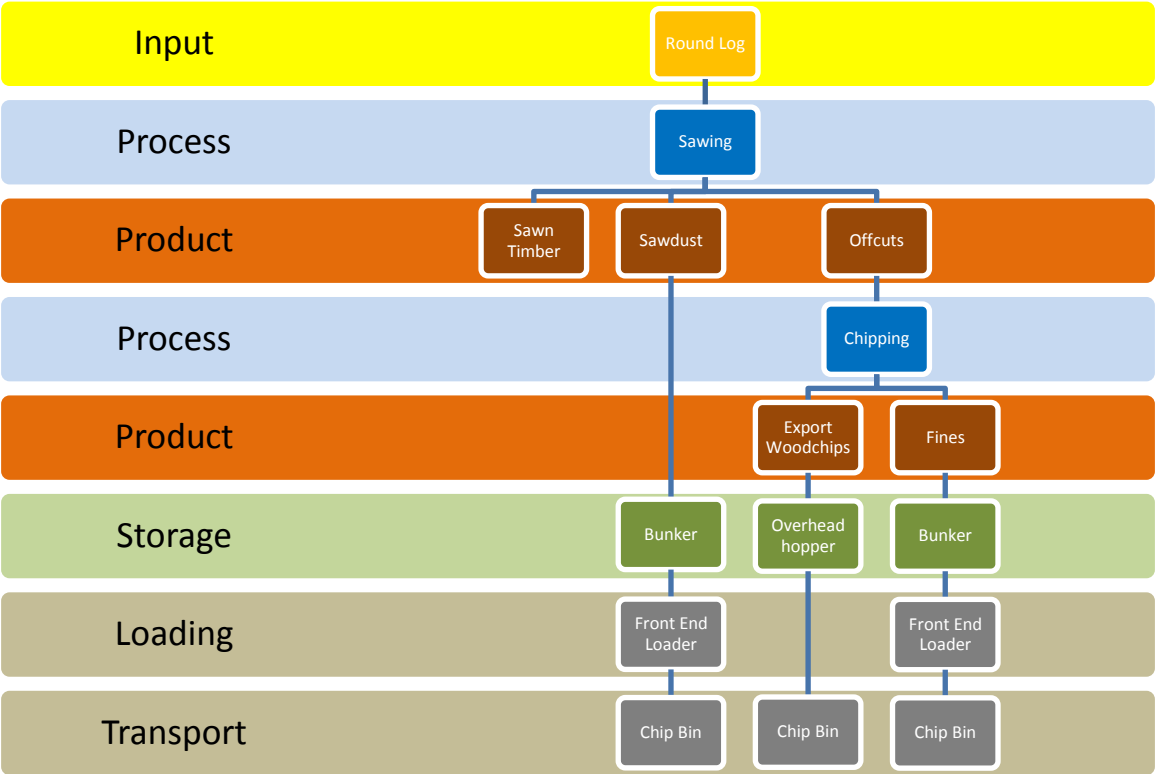 Input
Round Log
Process
Sawing
Product
Sawn
Timber
Sawdust
Offcuts
Process
Chipping
Product
Export
Woodchips
Fines
Storage
Bunker
Overhead
hopper
Bunker
Loading
Front End
Loader
Front End
Loader
Transport
Chip Bin
Chip Bin
Chip Bin